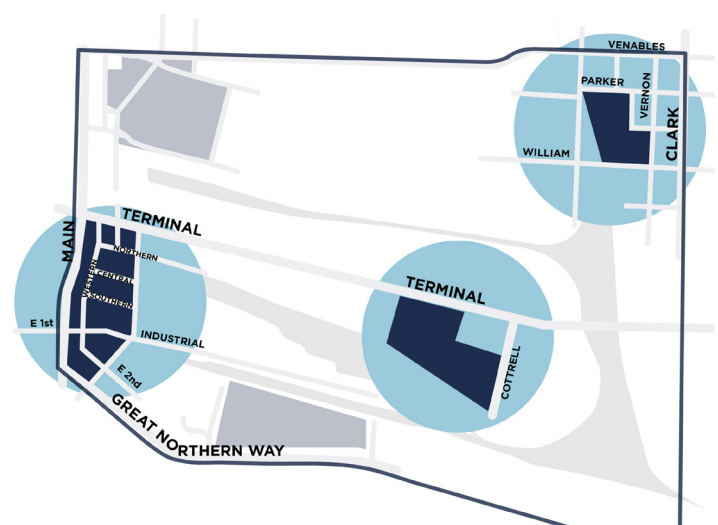 VENABLES
PARKER
VERNON
CLARK
WILLIAM
TERMINAL
MAIN
NORTHERN
WESTERN
CENTRAL
SOUTHERN
E 1st
INDUSTRIAL
E 2nd
TERMINAL
COTTRELL
GREAT NORTHERN WAY